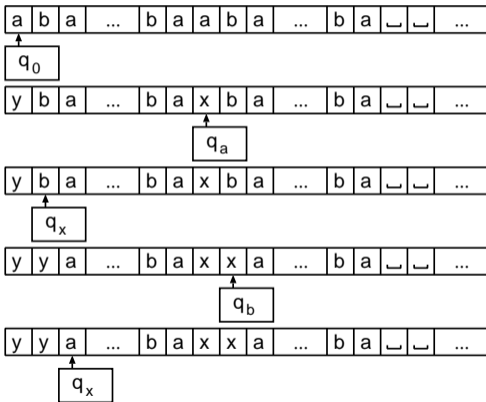 a b a ... b a a b a ... b a ⎵ ⎵ ...
q0
y b a ... b a x b a ... b a ⎵ ⎵ ...
qa
y b a ... b a x b a ... b a ⎵ ⎵ ...
qx
y y a ... b a x x a ... b a ⎵ ⎵ ...
qb
y y a ... b a x x a ... b a ⎵ ⎵ ...
qx